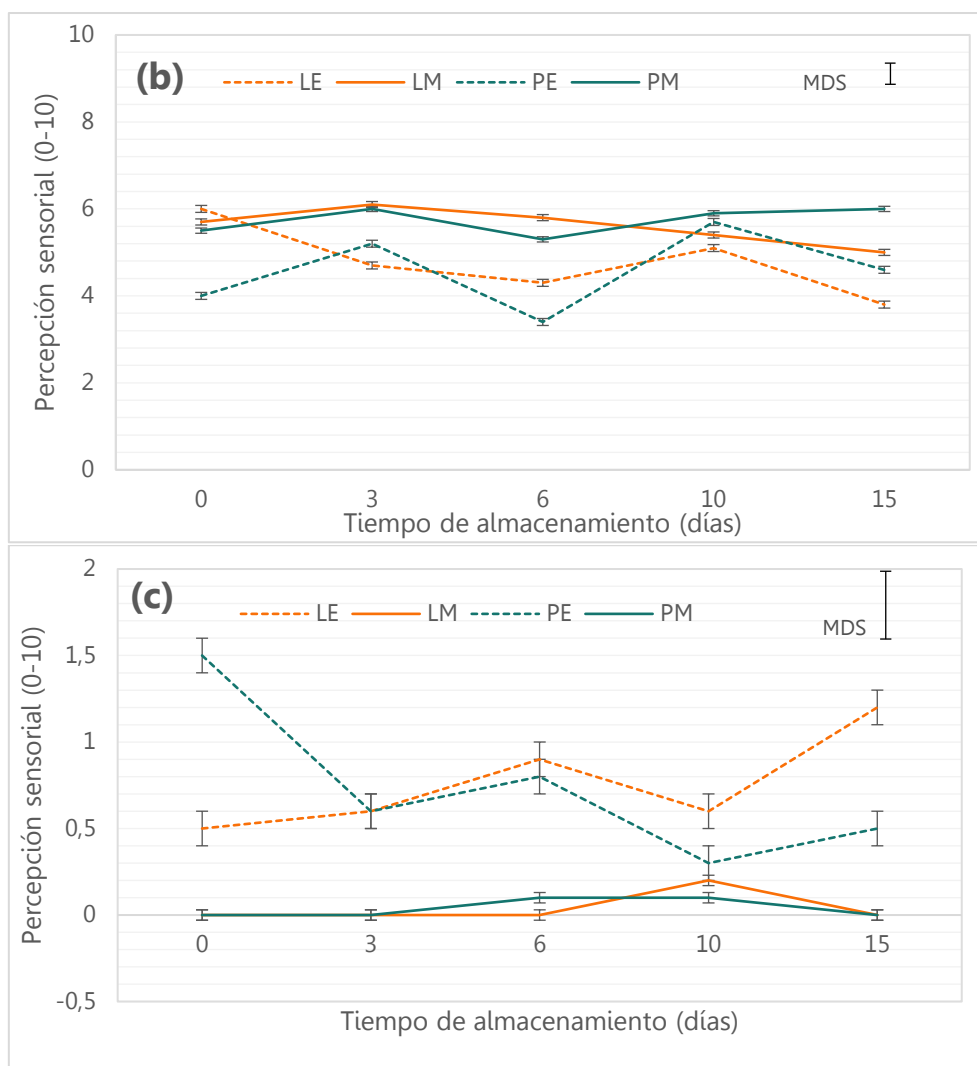 10
(b)
LE LM PE PM
MDS
8
6
4
2
0
0 3 6 10 15
Percepción sensorial (0-10)
Tiempo de almacenamiento (días)
2
(c)
LE LM PE PM
MDS
1,5
1
0,5
0
0 3 6 10 15
-0,5
Percepción sensorial (0-10)
Tiempo de almacenamiento (días)